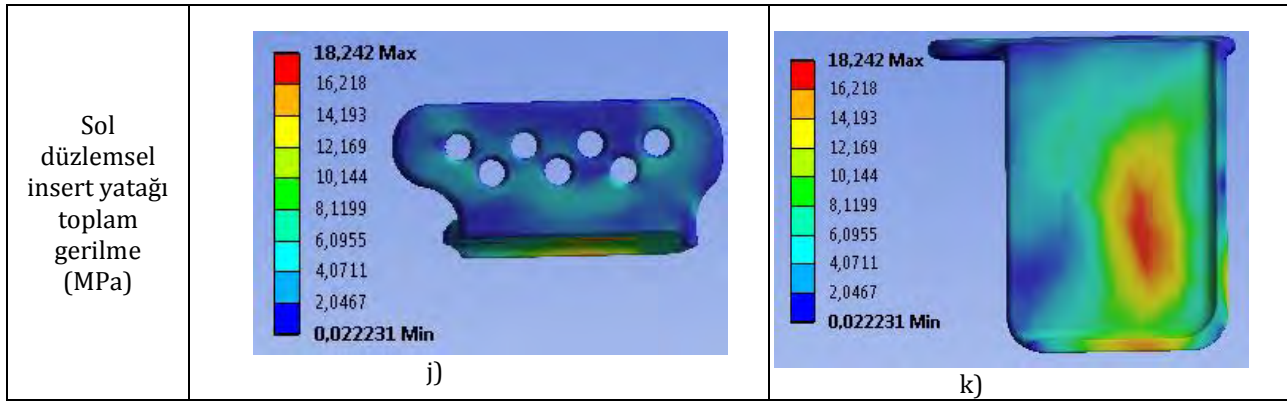 Sol
düzlemsel
insert yatağı
toplam
gerilme
(MPa)
18,242 Max
16,218
14,193
12,169
10,144
8,1199
6,0955
4,0711
2,0467
0,022231 Min
j)
18,242 Max
16,218
14,193
12,169
10,144
8,1199
6,0955
4,0711
2,0467
0,022231 Min
k)